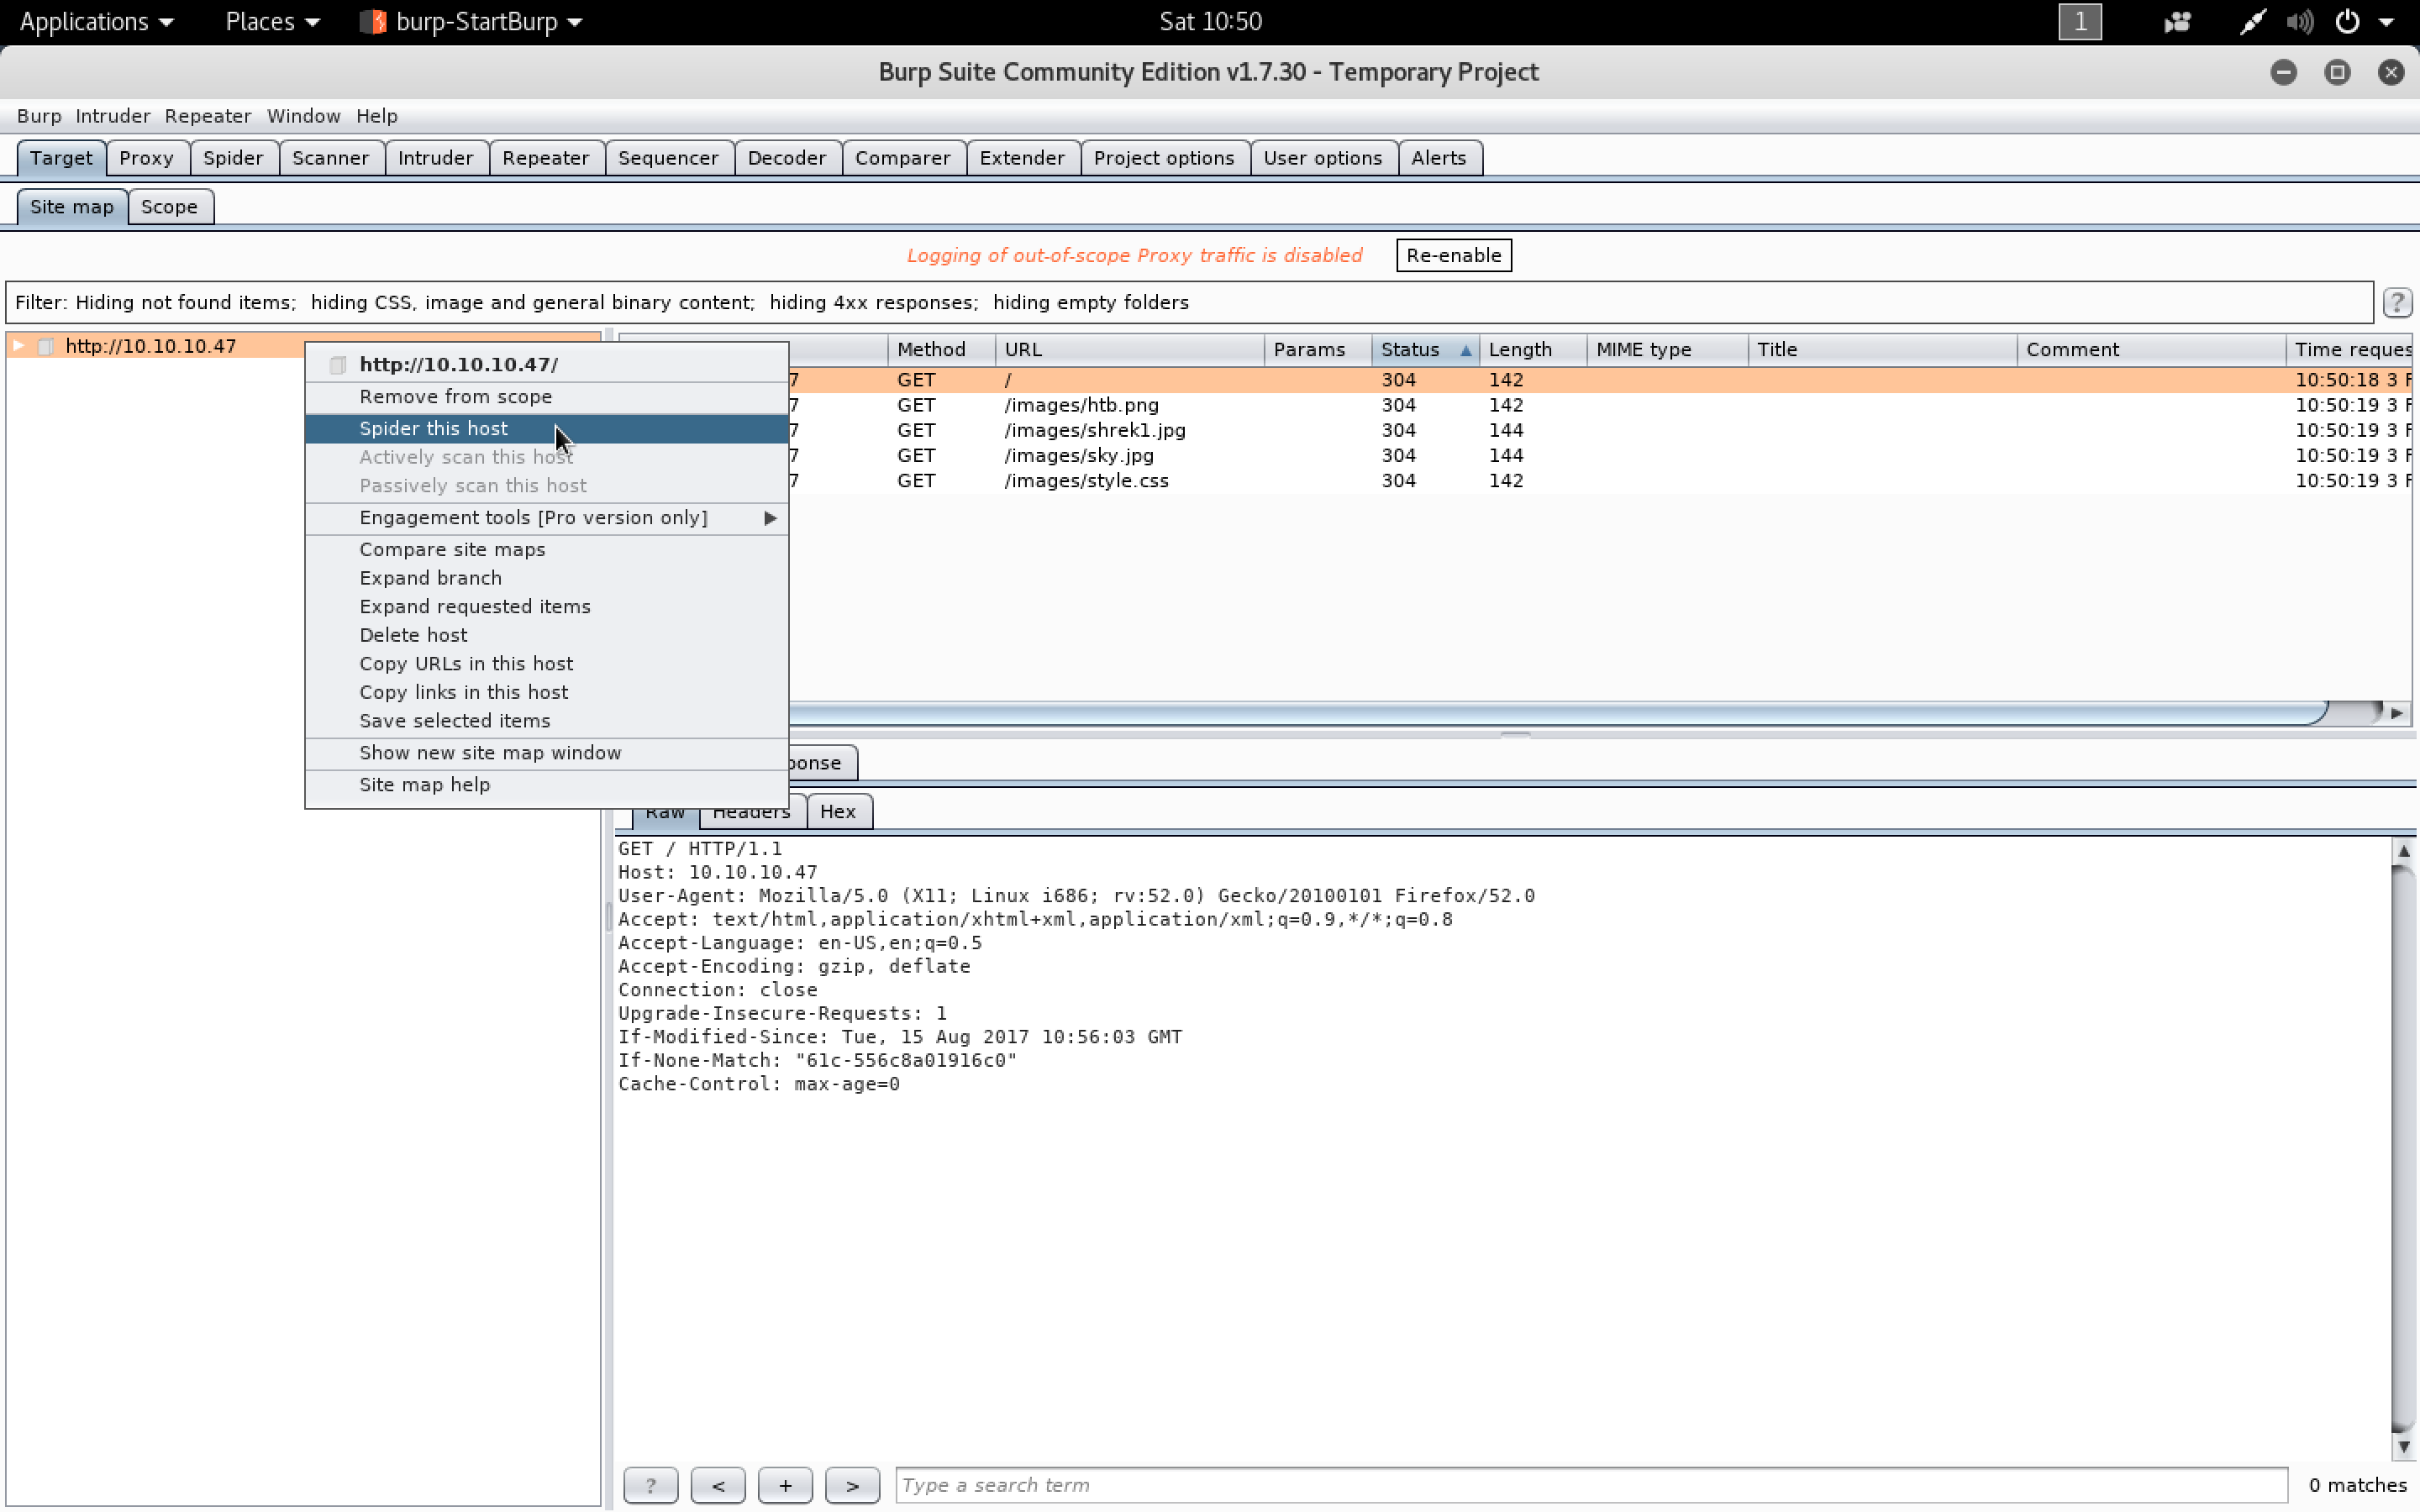 Applications Places burp-StartBurp Sat 10:50 1
Burp Suite Community Edition v1.7.30 - Temporary Project
Burp Intruder Repeater Window Help
Target Proxy Spider Scanner Intruder Repeater Sequencer Decoder Comparer Extender Project options User options Alerts
Site map Scope
Logging of out-of-scope Proxy traffic is disabled Re-enable
Filter: Hiding not found items; hiding CSS, image and general binary content; hiding 4xx responses; hiding empty folders ?
http://10.10.10.47
http://10.10.10.47/
Remove from scope
Spider this host
Actively scan this host
Passively scan this host
Engagement tools [Pro version only]
Compare site maps
Expand branch
Expand requested items
Delete host
Copy URLs in this host
Copy links in this host
Save selected items
Show new site map window
Site map help
Method URL Params Status Length MIME type Title Comment Time reques
7 GET / 304 142 10:50:18 3 F
7 GET /images/htb.png 304 142 10:50:19 3 F
7 GET /images/shrek1.jpg 304 144 10:50:19 3 F
7 GET /images/sky.jpg 304 144 10:50:19 3 F
7 GET /images/style.css 304 142 10:50:19 3 F
ponse
Raw Headers Hex
GET / HTTP/1.1
Host: 10.10.10.47
User-Agent: Mozilla/5.0 (X11; Linux i686; rv:52.0) Gecko/20100101 Firefox/52.0
Accept: text/html,application/xhtml+xml,application/xml;q=0.9,*/*;q=0.8
Accept-Language: en-US,en;q=0.5
Accept-Encoding: gzip, deflate
Connection: close
Upgrade-Insecure-Requests: 1
If-Modified-Since: Tue, 15 Aug 2017 10:56:03 GMT
If-None-Match: "61c-556c8a01916c0"
Cache-Control: max-age=0
? < + > Type a search term 0 matches